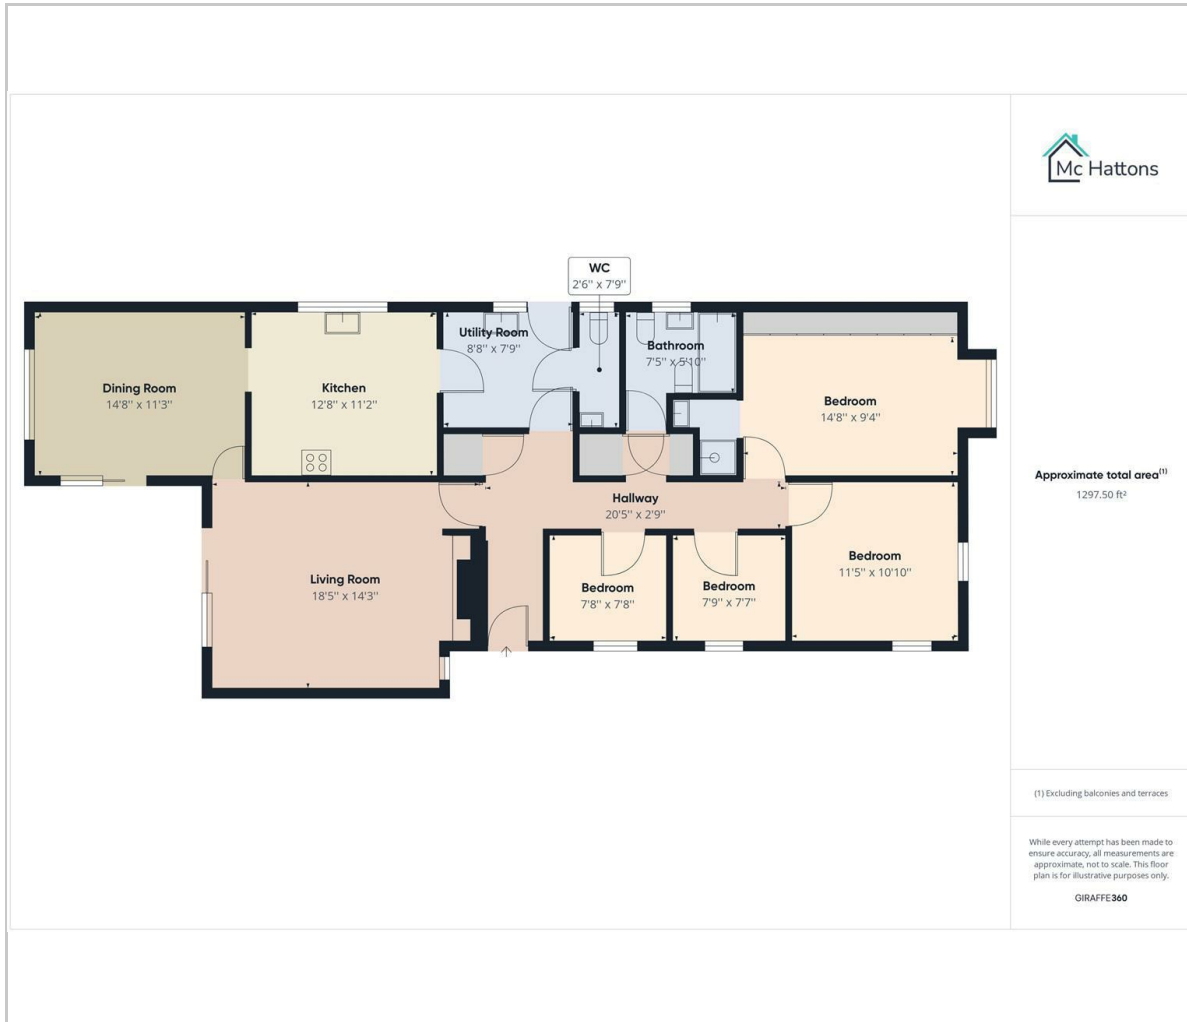 Mc Hattons
WC
2'6'' x 7'9''
Utility Room
8'8'' x 7'9''
Bathroom
7'5'' x 5'10''
Dining Room
14'8'' x 11'3''
Kitchen
12'8'' x 11'2''
Bedroom
14'8'' x 9'4''
Hallway
20'5'' x 2'9''
Living Room
18'5'' x 14'3''
Bedroom
7'8'' x 7'8''
Bedroom
7'9'' x 7'7''
Bedroom
11'5'' x 10'10''
Approximate total area(1)
1297.50 ft²
(1) Excluding balconies and terraces
While every attempt has been made to
ensure accuracy, all measurements are
approximate, not to scale. This floor
plan is for illustrative purposes only.
GIRAFFE360